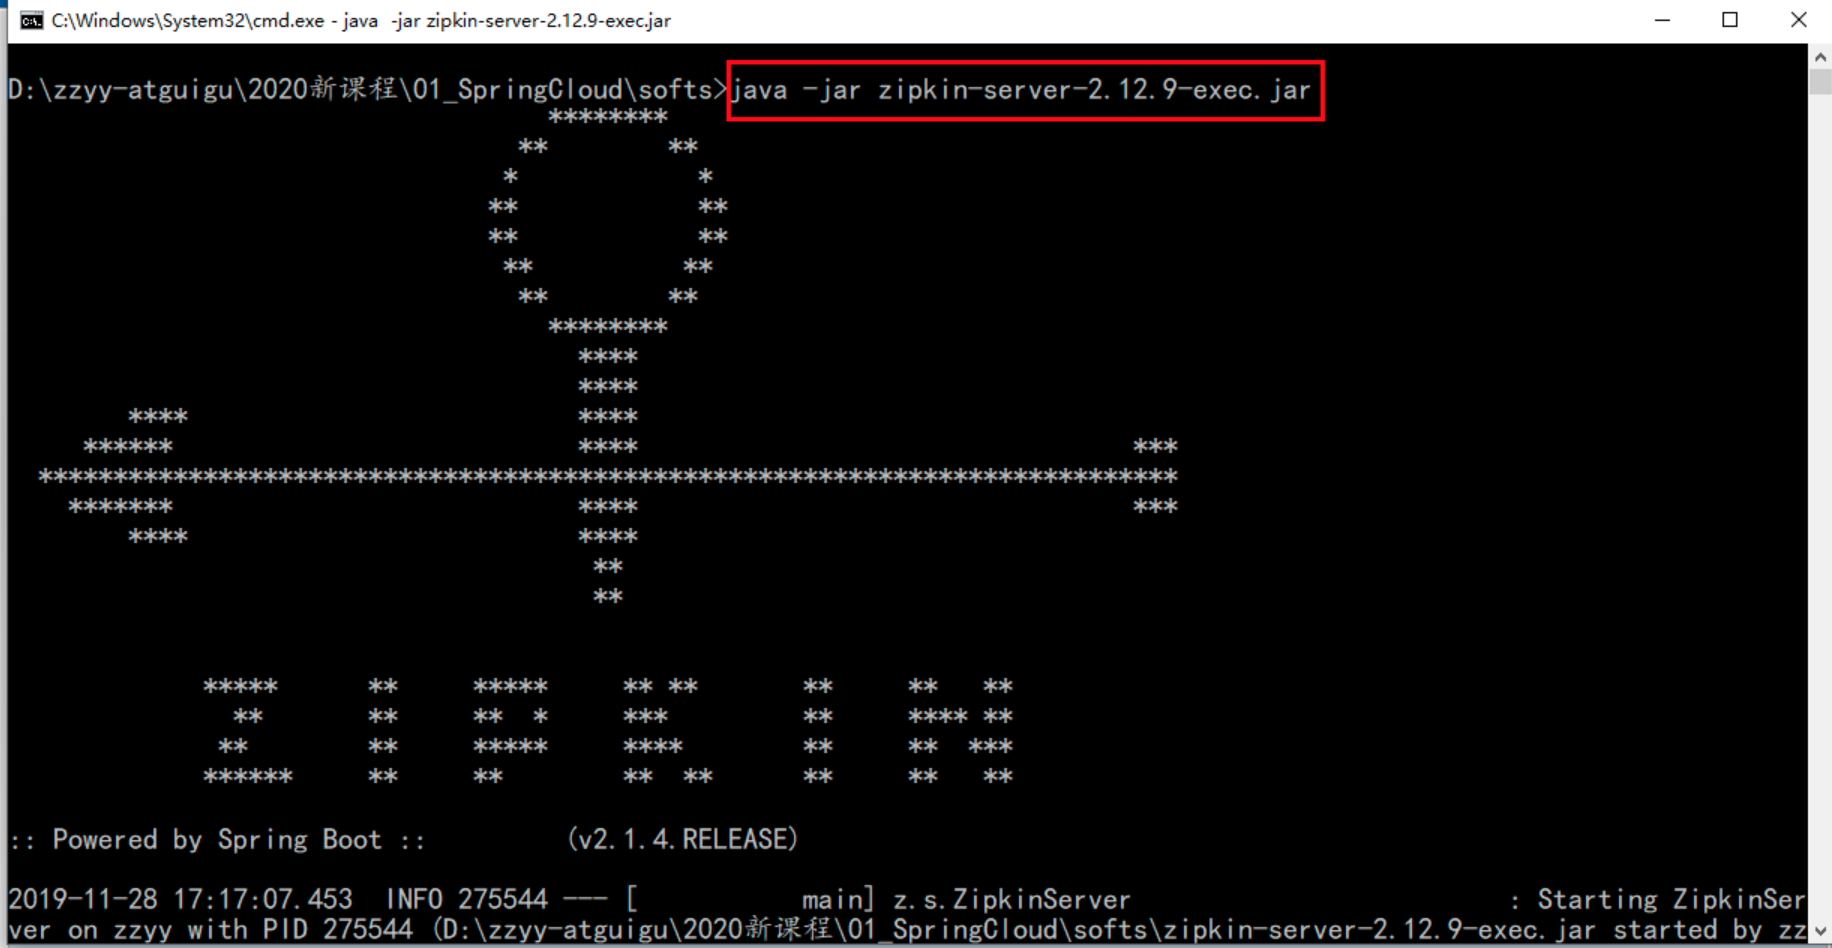 C:\Windows\System32\cmd.exe - java  -jar zipkin-server-2.12.9-exec.jar
D:\zzyy-atguigu\2020新课程\01_SpringCloud\softs>java -jar zipkin-server-2.12.9-exec.jar
                                    ********
                                  **        **
                                 *            *
                                **            **
                                **            **
                                 **          **
                                  **        **
                                    ********
                                      ****
                                      ****
        ****                          ****
     ******                           ****                                 ***
  ****************************************************************************
    *******                           ****                                 ***
        ****                          ****
                                       **
                                       **
             *****      **     *****     ** **       **     **   **
               **       **     **  *     ***         **     **** **
              **        **     *****     ****        **     **  ***
             ******     **     **        **  **      **     **   **
:: Powered by Spring Boot ::         (v2.1.4.RELEASE)
2019-11-28 17:17:07.453  INFO 275544 --- [           main] z.s.ZipkinServer                         : Starting ZipkinSer
ver on zzyy with PID 275544 (D:\zzyy-atguigu\2020新课程\01_SpringCloud\softs\zipkin-server-2.12.9-exec.jar started by zz